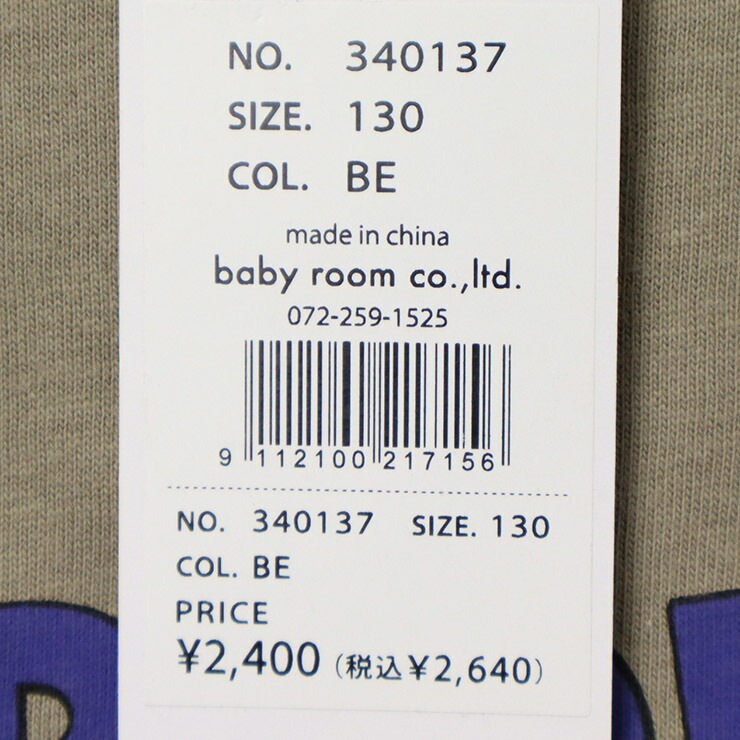 NO. 340137
SIZE. 130
COL. BE
made in china
baby room co.,ltd.
072-259-1525
9 112100 217156
NO. 340137 SIZE. 130
COL. BE
PRICE
¥2,400 (税込¥2,640)